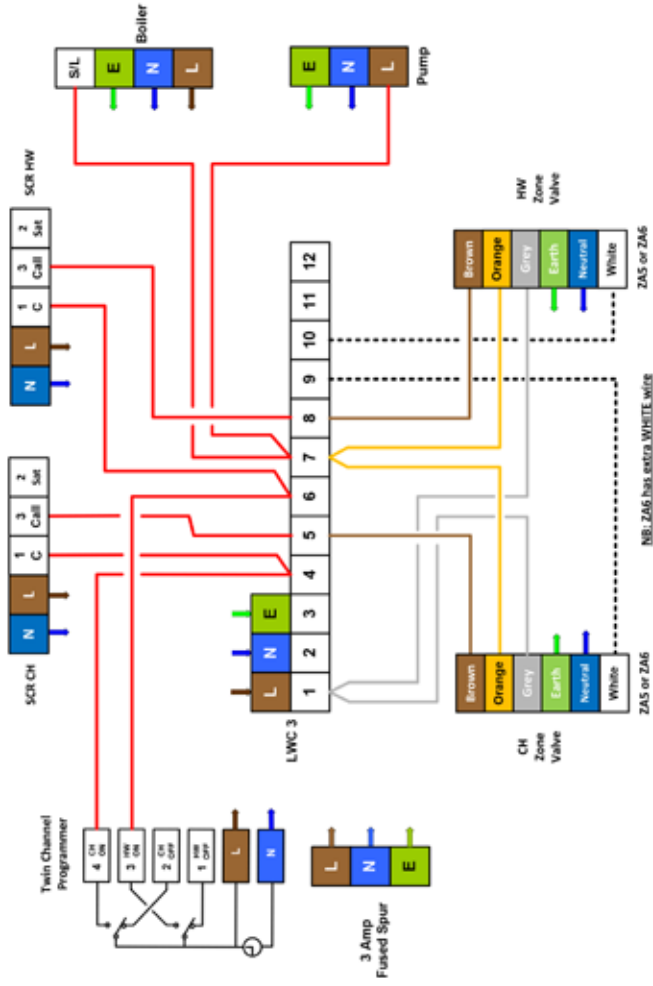 Twin Channel
Programmer
4 CH ON
3 HW ON
2 CH OFF
1 HW OFF
L
N
3 Amp
Fused Spur
L
N
E
SCR CH
N
L
1 C
3 Call
2 Sat
SCR HW
N
L
1 C
3 Call
2 Sat
Boiler
S/L
E
N
L
Pump
E
N
L
LWC 3
L
N
E
1
2
3
4
5
6
7
8
9
10
11
12
CH
Zone
Valve
Brown
Orange
Grey
Earth
Neutral
White
ZA5 or ZA6
HW
Zone
Valve
Brown
Orange
Grey
Earth
Neutral
White
ZA5 or ZA6
NB: ZA6 has extra WHITE wire